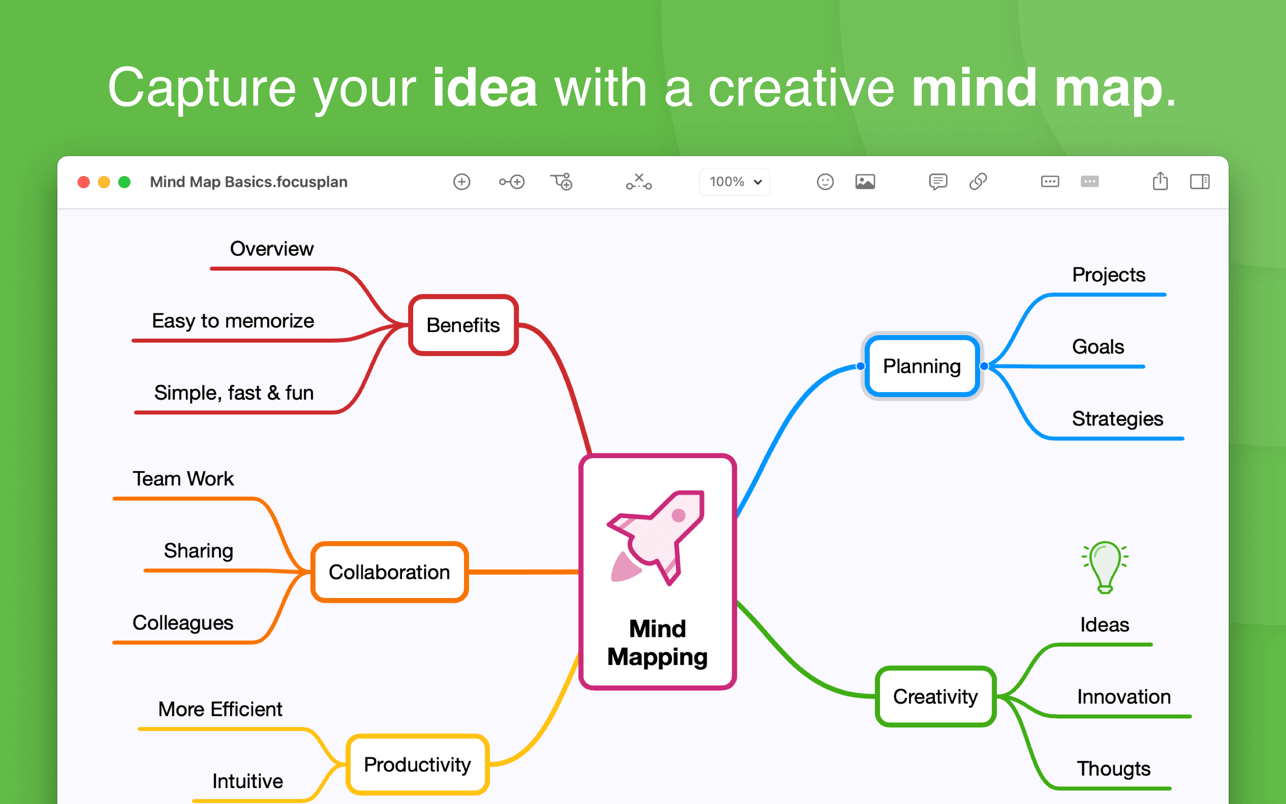 Capture your idea with a creative mind map.
Mind Map Basics.focusplan
100%
Overview
Easy to memorize
Simple, fast & fun
Benefits
Team Work
Sharing
Colleagues
Collaboration
More Efficient
Intuitive
Productivity
Mind
Mapping
Planning
Projects
Goals
Strategies
Creativity
Ideas
Innovation
Thougts